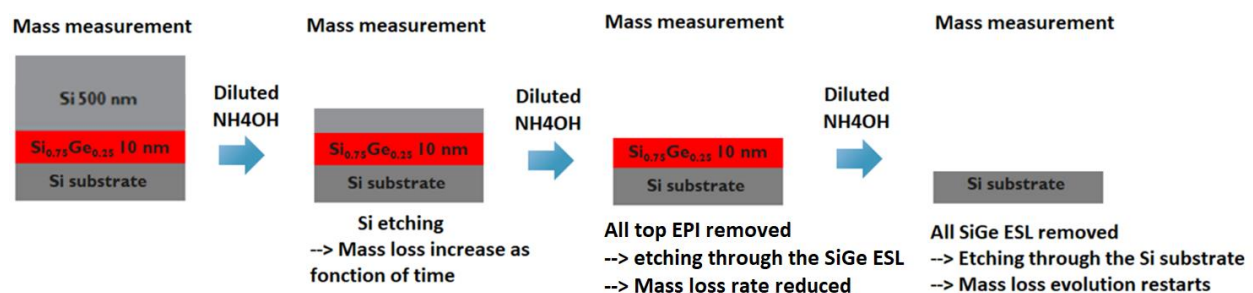 Mass measurement
Si 500 nm
Si0.75Ge0.25 10 nm
Si substrate
Diluted
NH4OH
Mass measurement
Si0.75Ge0.25 10 nm
Si substrate
Si etching
--> Mass loss increase as
fonction of time
Diluted
NH4OH
Mass measurement
Si0.75Ge0.25 10 nm
Si substrate
All top EPI removed
--> etching through the SiGe ESL
--> Mass loss rate reduced
Diluted
NH4OH
Mass measurement
Si substrate
All SiGe ESL removed
--> Etching through the Si substrate
--> Mass loss evolution restarts